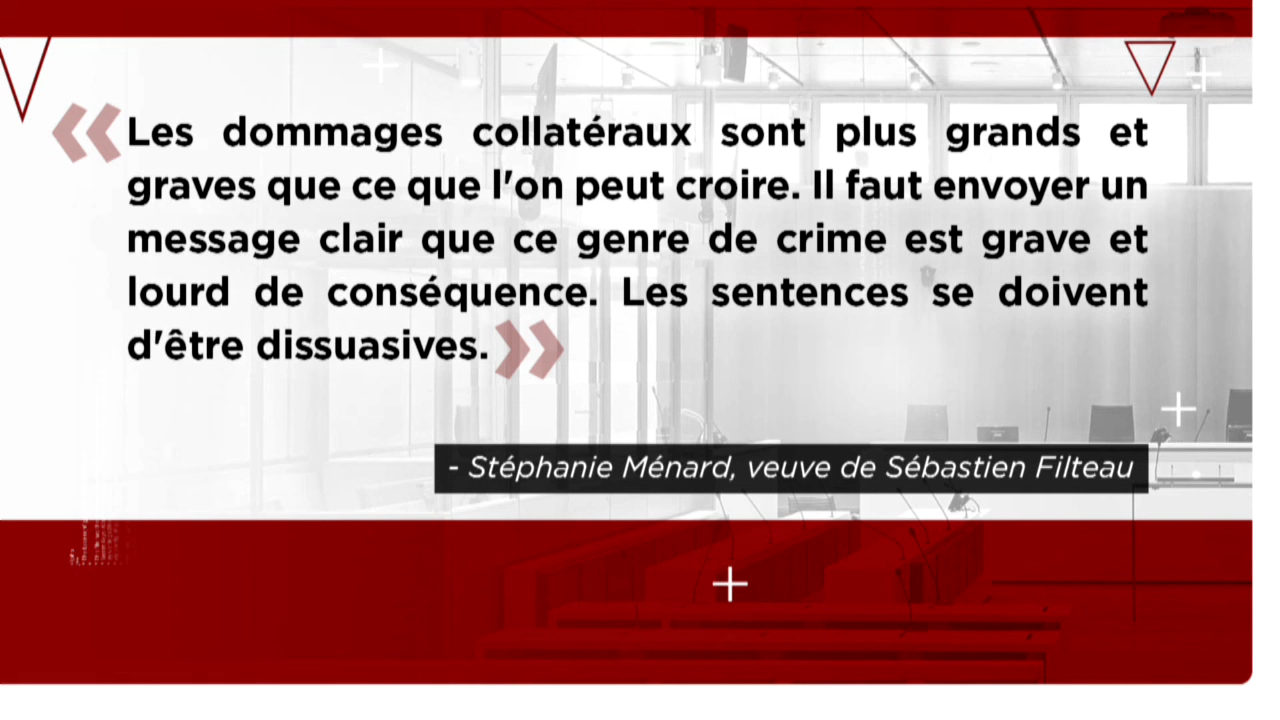 « Les dommages collatéraux sont plus grands et
graves que ce que l'on peut croire. Il faut envoyer un
message clair que ce genre de crime est grave et
lourd de conséquence. Les sentences se doivent
d'être dissuasives. »
- Stéphanie Ménard, veuve de Sébastien Filteau